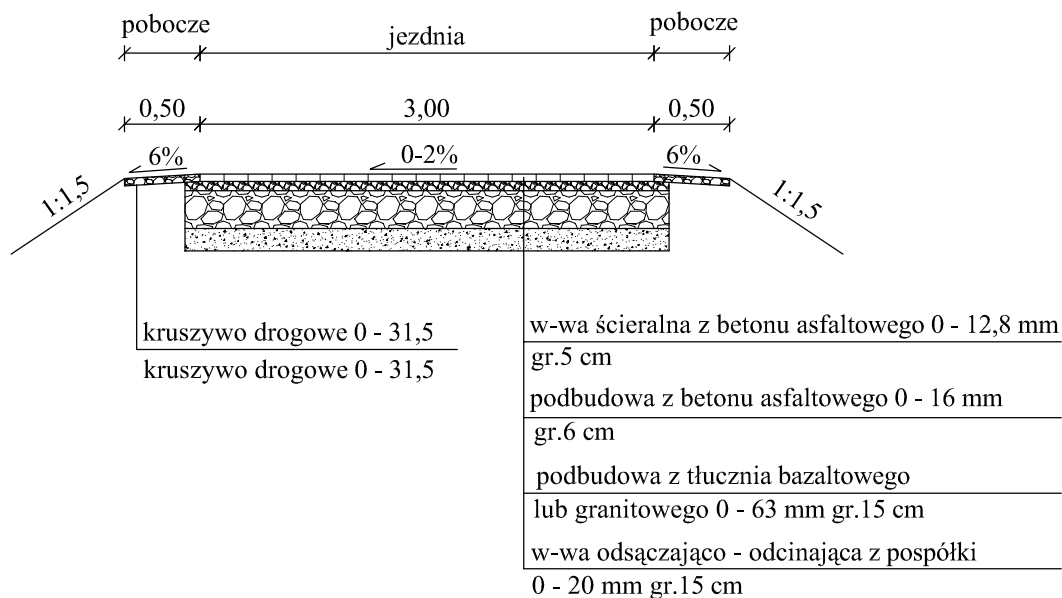 pobocze
jezdnia
pobocze
0,50
3,00
0,50
6%
0-2%
6%
1:1,5
1:1,5
kruszywo drogowe 0 - 31,5
kruszywo drogowe 0 - 31,5
w-wa ścieralna z betonu asfaltowego 0 - 12,8 mm
gr.5 cm
podbudowa z betonu asfaltowego 0 - 16 mm
gr.6 cm
podbudowa z tłucznia bazaltowego
lub granitowego 0 - 63 mm gr.15 cm
w-wa odsączająco - odcinająca z pospółki
0 - 20 mm gr.15 cm